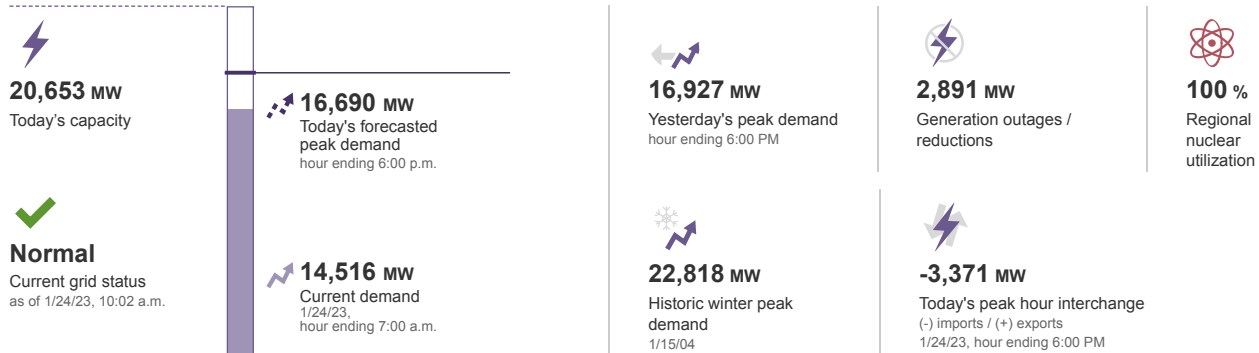 20,653 MW
Today's capacity
Normal
Current grid status
as of 1/24/23, 10:02 a.m.
16,690 MW
Today's forecasted
peak demand
hour ending 6:00 p.m.
14,516 MW
Current demand
1/24/23,
hour ending 7:00 a.m.
16,927 MW
Yesterday's peak demand
hour ending 6:00 PM
2,891 MW
Generation outages /
reductions
100 %
Regional
nuclear
utilization
22,818 MW
Historic winter peak
demand
1/15/04
-3,371 MW
Today's peak hour interchange
(-) imports / (+) exports
1/24/23, hour ending 6:00 PM